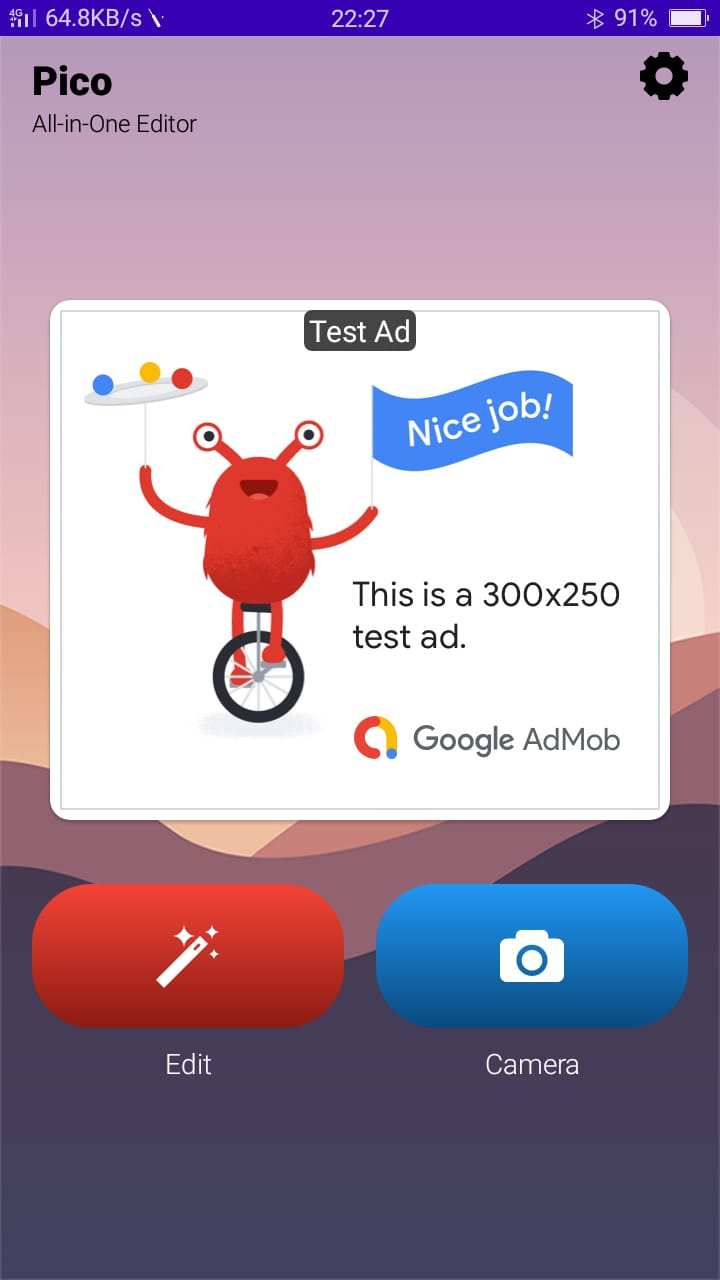 4G 64.8KB/s 22:27 91%
Pico
All-in-One Editor
Test Ad
Nice job!
This is a 300x250
test ad.
Google AdMob
Edit
Camera